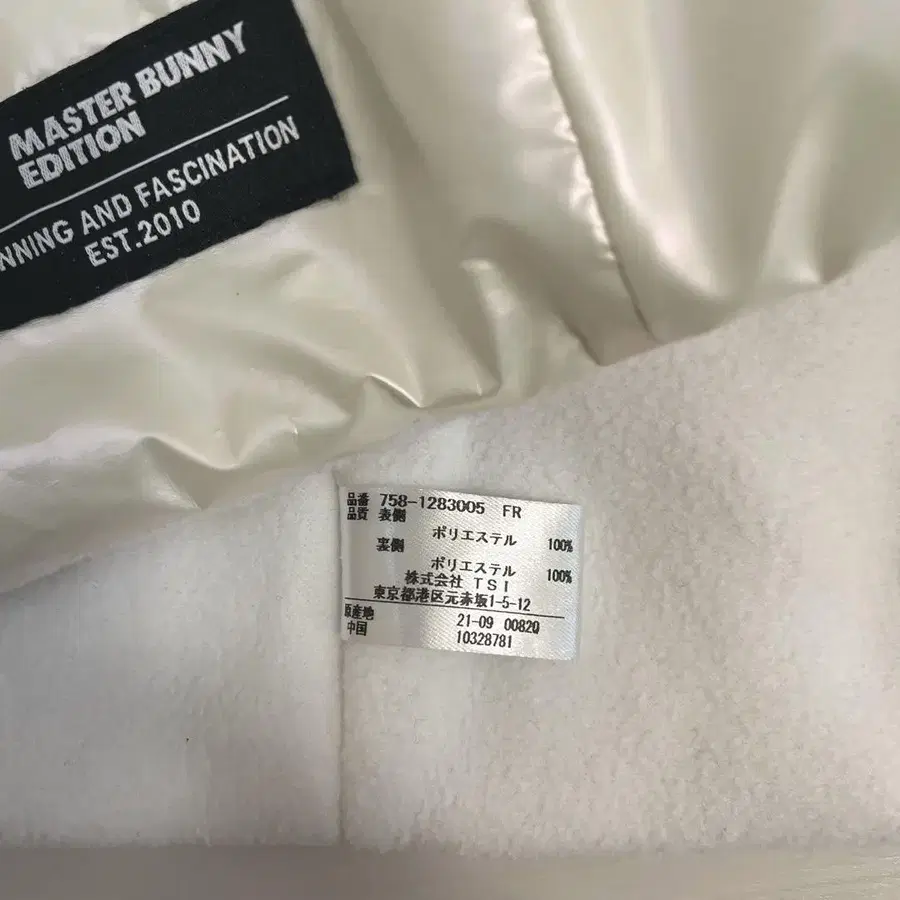 MASTER BUNNY
EDITION
NNING AND FASCINATION
EST.2010
品番 758-1283005 FR
品質 表側
ポリエステル 100%
裏側
ポリエステル 100%
株式会社 TSI
東京都港区元赤坂1-5-12
原産地 21-09 0082Q
中国 10328781